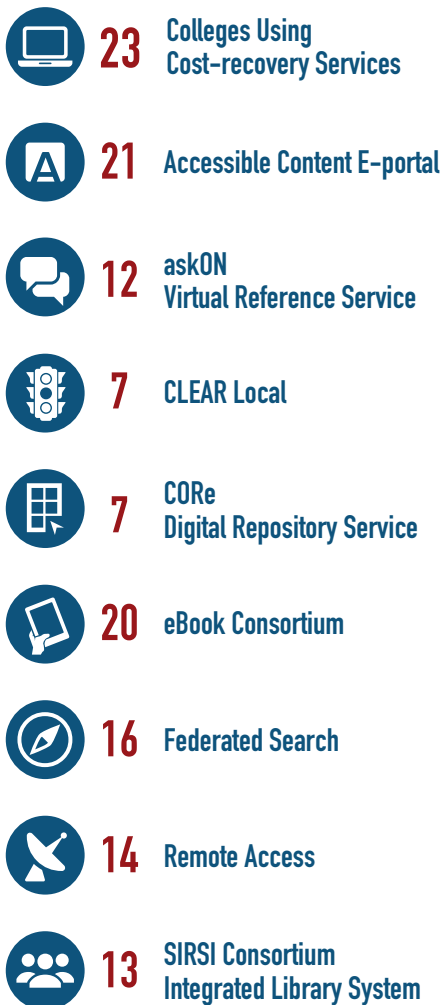 23 Colleges Using
Cost-recovery Services
A 21 Accessible Content E-portal
12 askON
Virtual Reference Service
7 CLEAR Local
7 CORe
Digital Repository Service
20 eBook Consortium
16 Federated Search
14 Remote Access
13 SIRSI Consortium
Integrated Library System